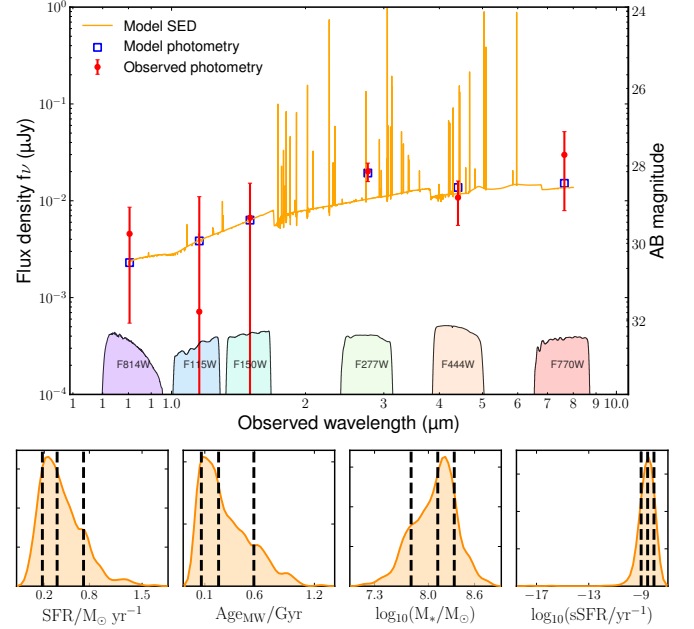 Model SED
Model photometry
Observed photometry
Flux density fν (μJy)
10⁰
10⁻¹
10⁻²
10⁻³
10⁻⁴
AB magnitude
24
26
28
30
32
F814W
F115W
F150W
F277W
F444W
F770W
1 1 1 1 1.0 2 3 4 5 6 7 8 10.0
Observed wavelength (μm)
0.2 0.8 1.5
SFR/M☉ yr⁻¹
0.1 0.6 1.2
Age_MW/Gyr
7.3 8.0 8.6
log₁₀(M*/M☉)
−17 −13 −9
log₁₀(sSFR/yr⁻¹)